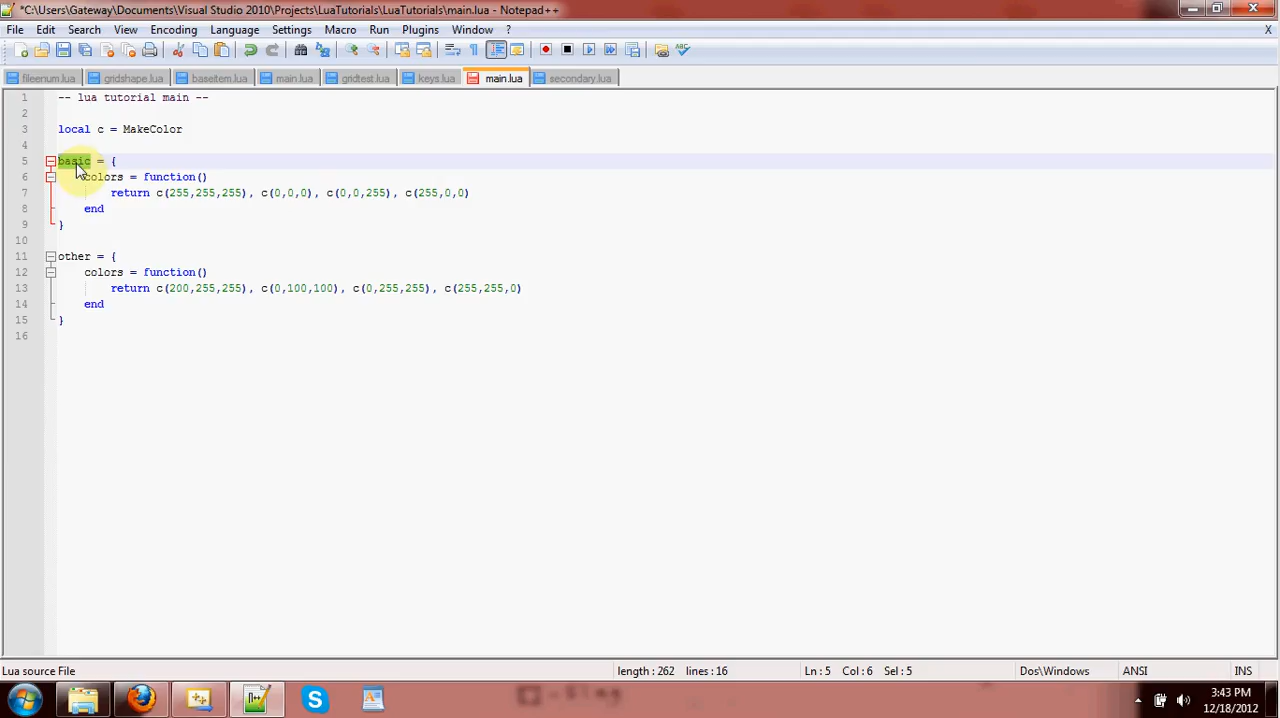 *C:\Users\Gateway\Documents\Visual Studio 2010\Projects\LuaTutorials\LuaTutorials\main.lua - Notepad++
File Edit Search View Encoding Language Settings Macro Run Plugins Window ? X
fileenum.lua gridshape.lua baseitem.lua main.lua gridtest.lua keys.lua main.lua secondary.lua
1 -- lua tutorial main --
2
3 local c = MakeColor
4
5 basic = {
6 colors = function()
7 return c(255,255,255), c(0,0,0), c(0,0,255), c(255,0,0)
8 end
9 }
10
11 other = {
12 colors = function()
13 return c(200,255,255), c(0,100,100), c(0,255,255), c(255,255,0)
14 end
15 }
16
Lua source File length : 262 lines : 16 Ln : 5 Col : 6 Sel : 5 Dos\Windows ANSI INS
3:43 PM
12/18/2012